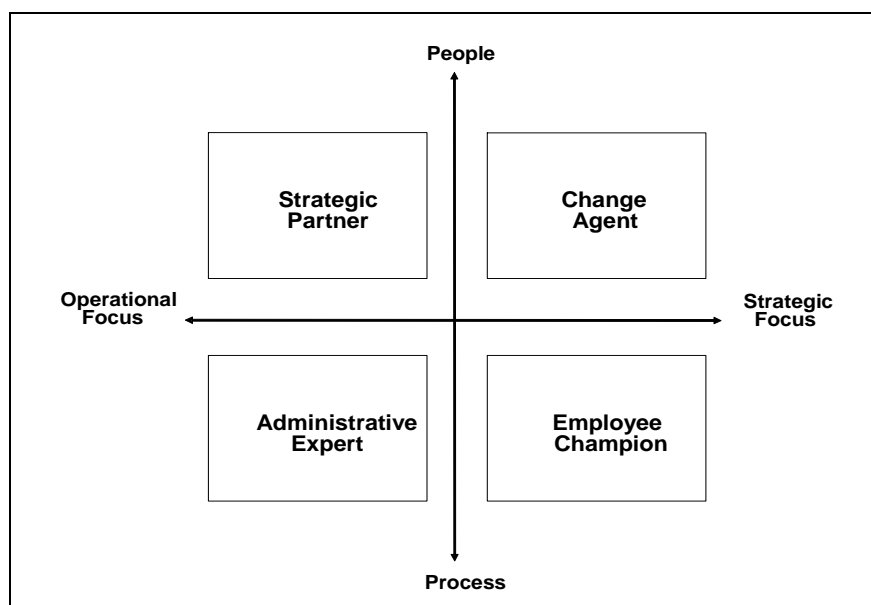 People
Strategic
Partner
Change
Agent
Operational
Focus
Strategic
Focus
Administrative
Expert
Employee
Champion
Process